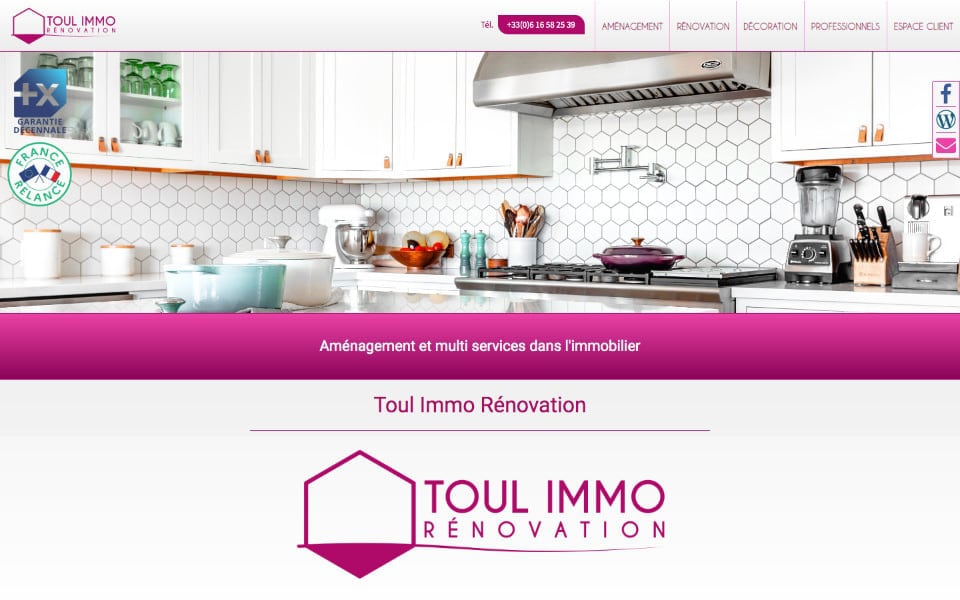 TOUL IMMO
RÉNOVATION
Tél.
+33(0)6 16 58 25 39
AMÉNAGEMENT
RÉNOVATION
DÉCORATION
PROFESSIONNELS
ESPACE CLIENT
+X
GARANTIE
DÉCENNALE
FRANCE
RELANCE
Aménagement et multi services dans l'immobilier
Toul Immo Rénovation
TOUL IMMO
RÉNOVATION